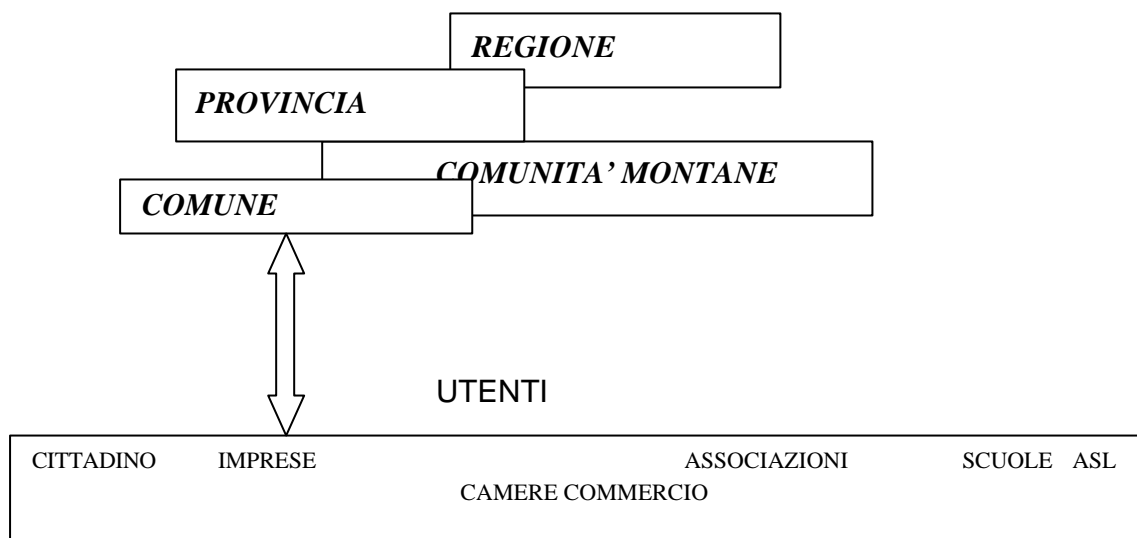 REGIONE
PROVINCIA
COMUNITA’ MONTANE
COMUNE
UTENTI
CITTADINO IMPRESE ASSOCIAZIONI SCUOLE ASL
CAMERE COMMERCIO